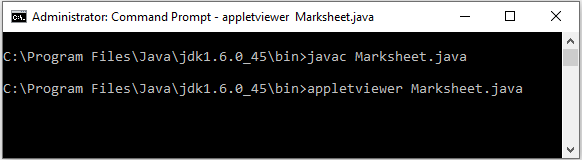 Administrator: Command Prompt - appletviewer Marksheet.java
C:\Program Files\Java\jdk1.6.0_45\bin>javac Marksheet.java
C:\Program Files\Java\jdk1.6.0_45\bin>appletviewer Marksheet.java